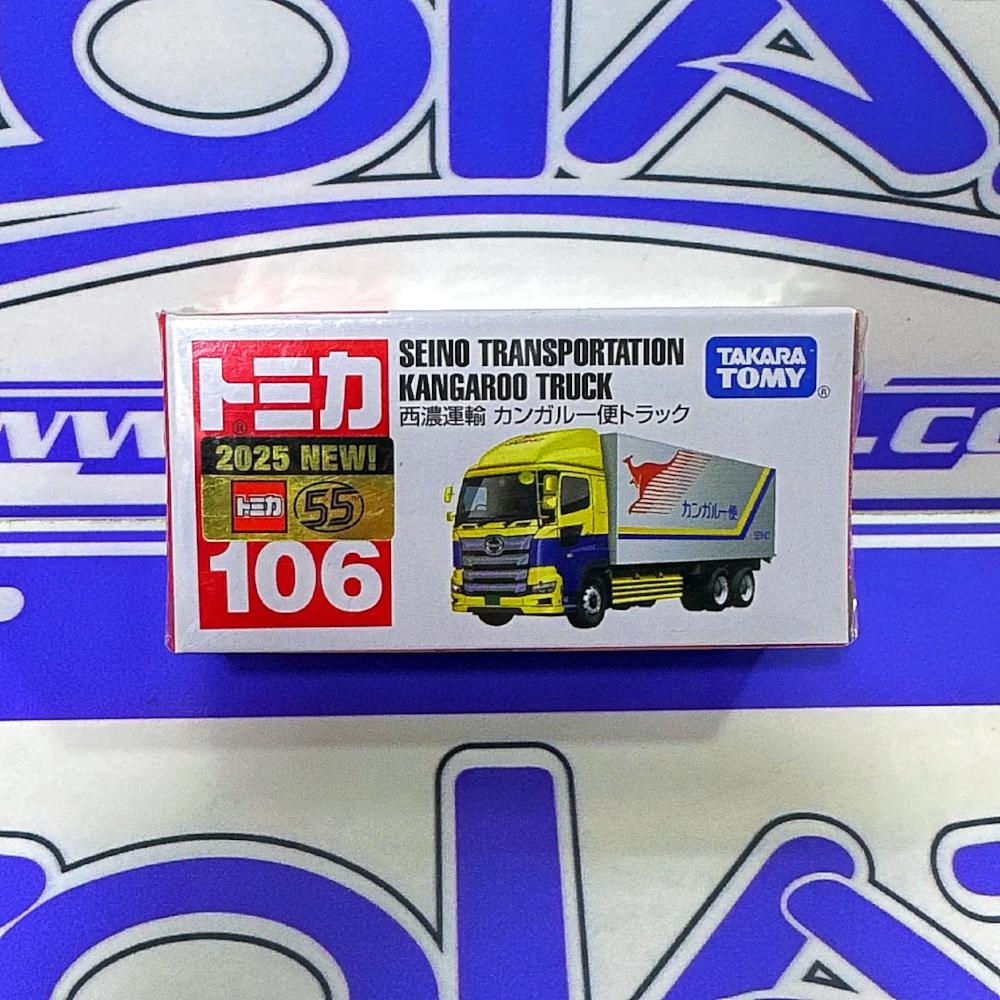 トミカ
®
2025 NEW!
トミカ 55
106
SEINO TRANSPORTATION
KANGAROO TRUCK
西濃運輸 カンガルー便トラック
TAKARA
TOMY
®
カンガルー便
SEINO